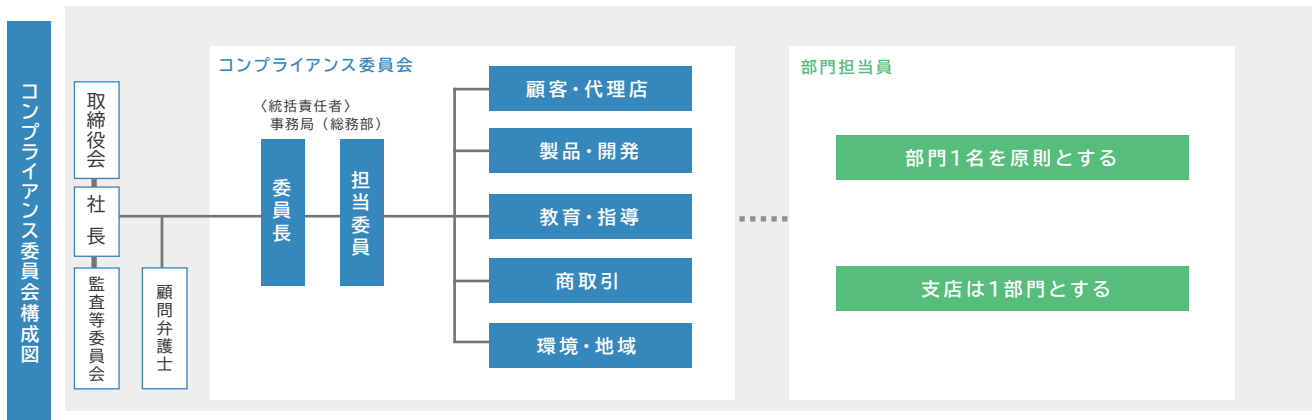 コンプライアンス委員会構成図
取締役会
社長
監査等委員会
顧問弁護士
コンプライアンス委員会
〈統括責任者〉
事務局（総務部）
委員長
担当委員
顧客・代理店
製品・開発
教育・指導
商取引
環境・地域
部門担当員
部門1名を原則とする
支店は1部門とする